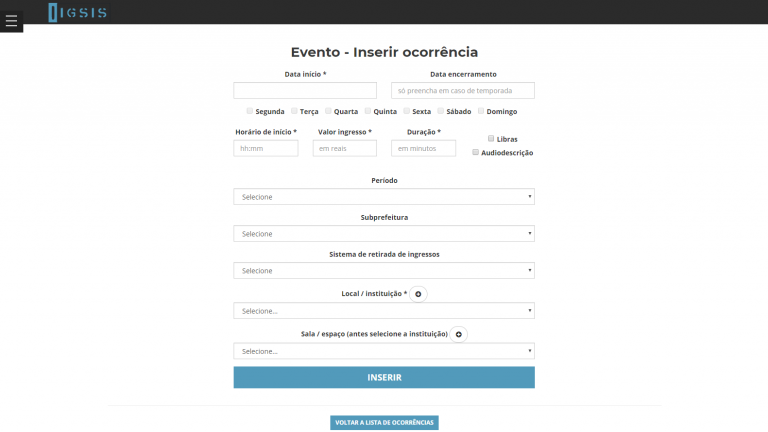 IGSIS
Evento - Inserir ocorrência
Data início * Data encerramento
só preencha em caso de temporada
Segunda Terça Quarta Quinta Sexta Sábado Domingo
Horário de início * Valor ingresso * Duração *
Libras
hh:mm em reais em minutos
Audiodescrição
Período
Selecione
Subprefeitura
Selecione
Sistema de retirada de ingressos
Selecione
Local / instituição *
Selecione...
Sala / espaço (antes selecione a instituição)
Selecione...
INSERIR
VOLTAR A LISTA DE OCORRÊNCIAS